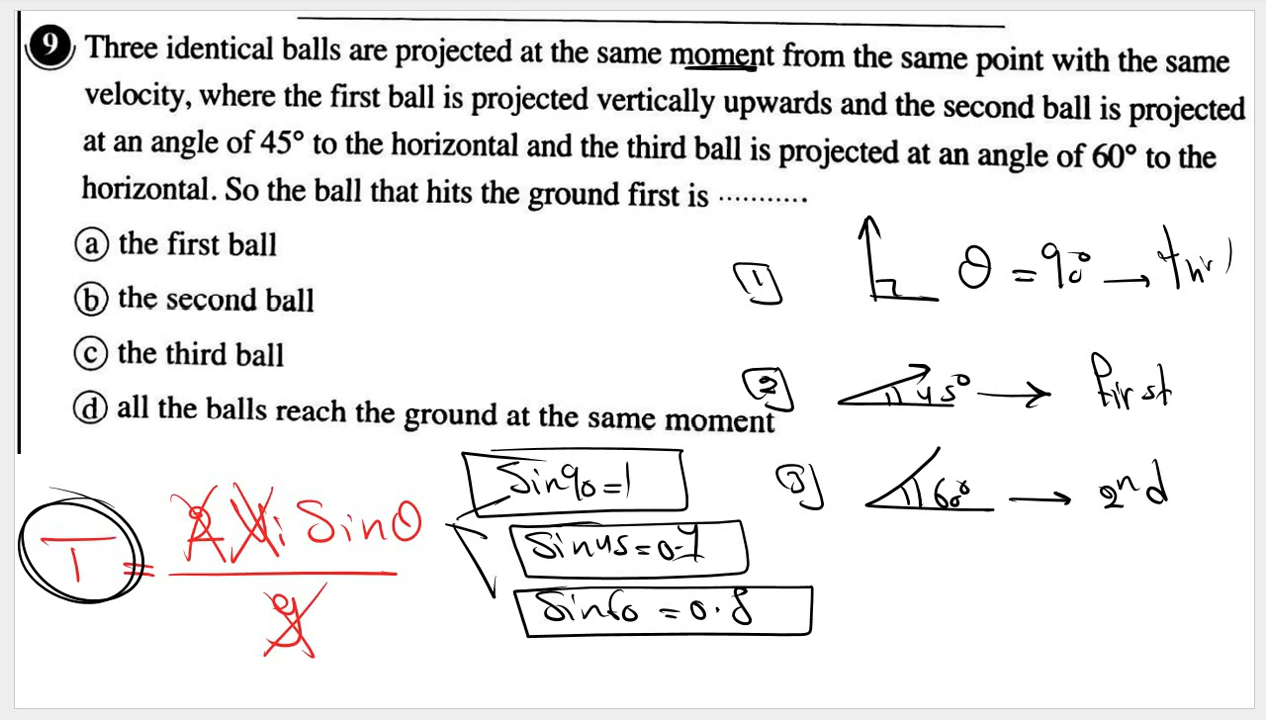 9 Three identical balls are projected at the same moment from the same point with the same
velocity, where the first ball is projected vertically upwards and the second ball is projected
at an angle of 45° to the horizontal and the third ball is projected at an angle of 60° to the
horizontal. So the ball that hits the ground first is ...........
a the first ball
b the second ball
c the third ball
d all the balls reach the ground at the same moment
1 θ = 90° → third
2 45° → first
3 60° → 2nd
T = 2Vi Sinθ / g
Sin90 = 1
Sin45 = 0.7
Sin60 = 0.8